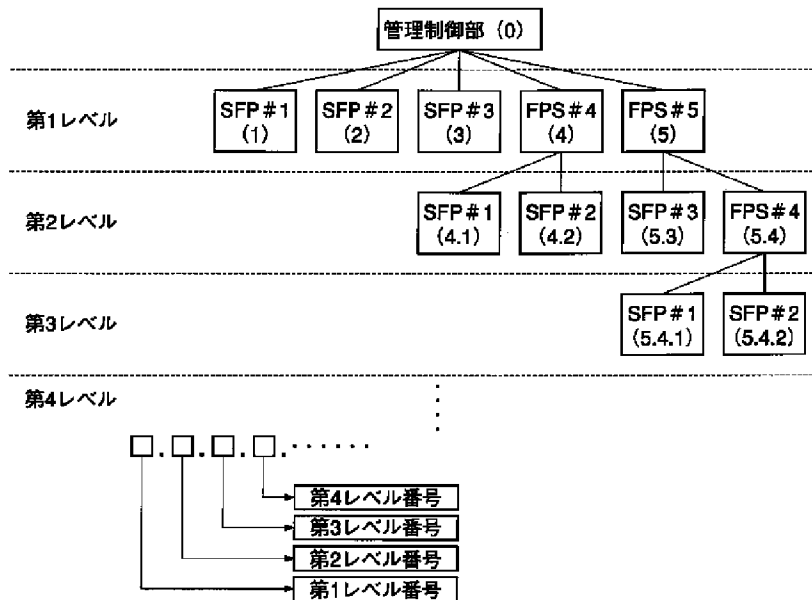 管理制御部 (0)
第1レベル
SFP#1
(1)
SFP#2
(2)
SFP#3
(3)
FPS#4
(4)
FPS#5
(5)
第2レベル
SFP#1
(4.1)
SFP#2
(4.2)
SFP#3
(5.3)
FPS#4
(5.4)
第3レベル
SFP#1
(5.4.1)
SFP#2
(5.4.2)
第4レベル
□.□.□.□.······
第4レベル番号
第3レベル番号
第2レベル番号
第1レベル番号